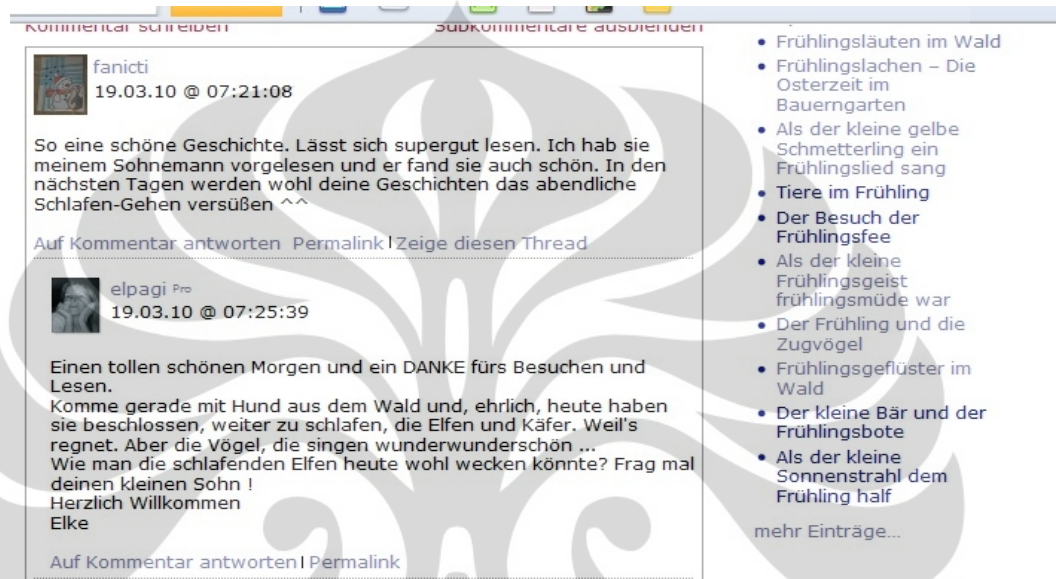 Kommentar schreiben Subkommentare ausblenden
fanicti
19.03.10 @ 07:21:08
So eine schöne Geschichte. Lässt sich supergut lesen. Ich hab sie
meinem Sohnemann vorgelesen und er fand sie auch schön. In den
nächsten Tagen werden wohl deine Geschichten das abendliche
Schlafen-Gehen versüßen ^^
Auf Kommentar antworten Permalink | Zeige diesen Thread
elpagi Pro
19.03.10 @ 07:25:39
Einen tollen schönen Morgen und ein DANKE fürs Besuchen und
Lesen.
Komme gerade mit Hund aus dem Wald und, ehrlich, heute haben
sie beschlossen, weiter zu schlafen, die Elfen und Käfer. Weil's
regnet. Aber die Vögel, die singen wunderwunderschön ...
Wie man die schlafenden Elfen heute wohl wecken könnte? Frag mal
deinen kleinen Sohn !
Herzlich Willkommen
Elke
Auf Kommentar antworten | Permalink
• Frühlingsläuten im Wald
• Frühlingslachen – Die
Osterzeit im
Bauerngarten
• Als der kleine gelbe
Schmetterling ein
Frühlingslied sang
• Tiere im Frühling
• Der Besuch der
Frühlingsfee
• Als der kleine
Frühlingsgeist
frühlingsmüde war
• Der Frühling und die
Zugvögel
• Frühlingsgeflüster im
Wald
• Der kleine Bär und der
Frühlingsbote
• Als der kleine
Sonnenstrahl dem
Frühling half
mehr Einträge...